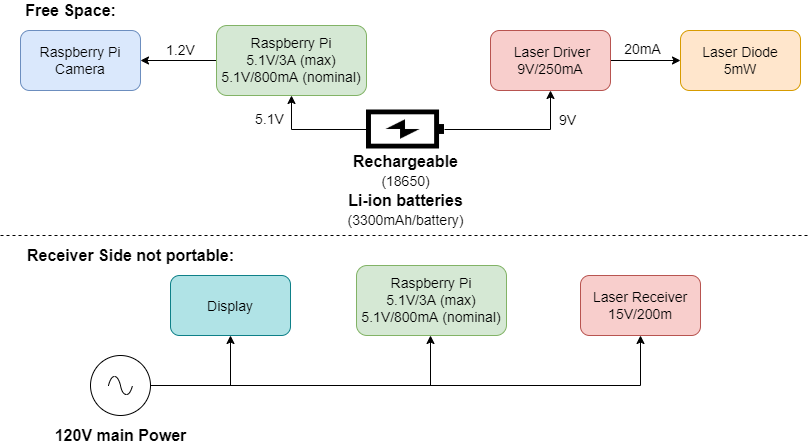 Free Space:
Raspberry Pi
Camera
1.2V
Raspberry Pi
5.1V/3A (max)
5.1V/800mA (nominal)
Laser Driver
9V/250mA
20mA
Laser Diode
5mW
5.1V
9V
Rechargeable
(18650)
Li-ion batteries
(3300mAh/battery)
Receiver Side not portable:
Display
Raspberry Pi
5.1V/3A (max)
5.1V/800mA (nominal)
Laser Receiver
15V/200m
120V main Power